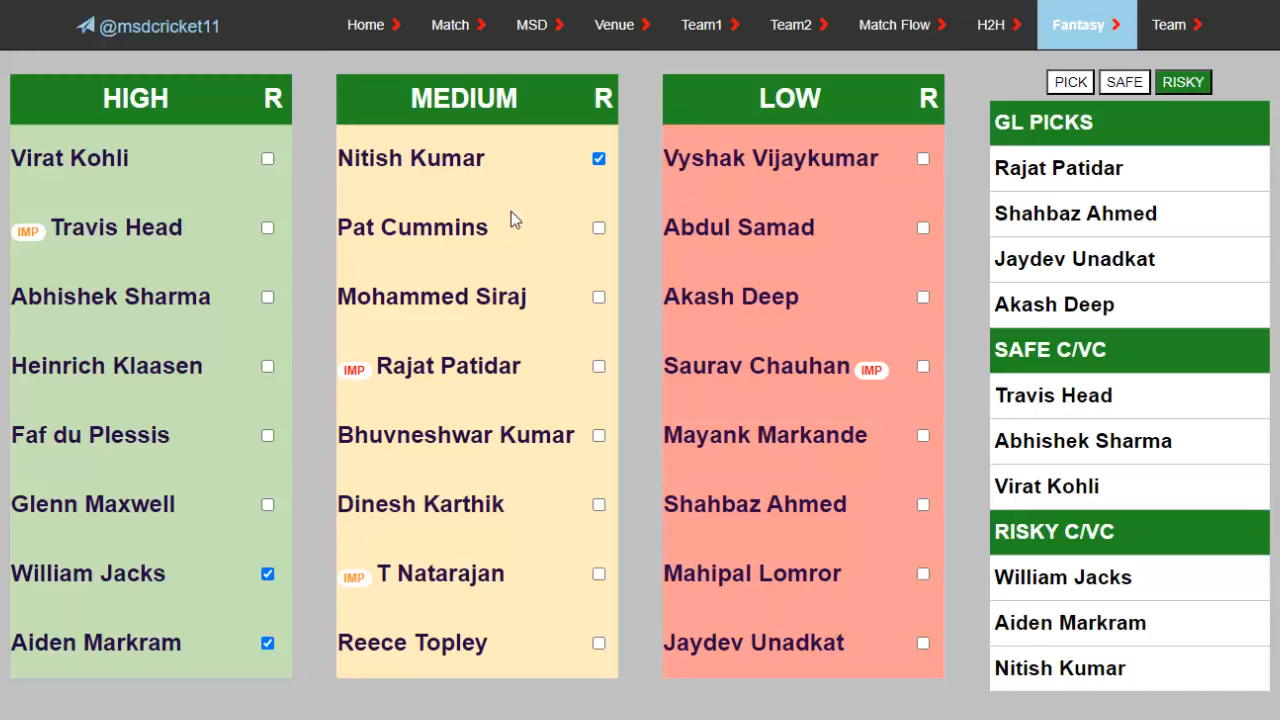 @msdcricket11 Home Match MSD Venue Team1 Team2 Match Flow H2H Fantasy Team
PICK SAFE RISKY
HIGH R
Virat Kohli
IMP Travis Head
Abhishek Sharma
Heinrich Klaasen
Faf du Plessis
Glenn Maxwell
William Jacks
Aiden Markram
MEDIUM R
Nitish Kumar
Pat Cummins
Mohammed Siraj
IMP Rajat Patidar
Bhuvneshwar Kumar
Dinesh Karthik
IMP T Natarajan
Reece Topley
LOW R
Vyshak Vijaykumar
Abdul Samad
Akash Deep
Saurav Chauhan IMP
Mayank Markande
Shahbaz Ahmed
Mahipal Lomror
Jaydev Unadkat
GL PICKS
Rajat Patidar
Shahbaz Ahmed
Jaydev Unadkat
Akash Deep
SAFE C/VC
Travis Head
Abhishek Sharma
Virat Kohli
RISKY C/VC
William Jacks
Aiden Markram
Nitish Kumar